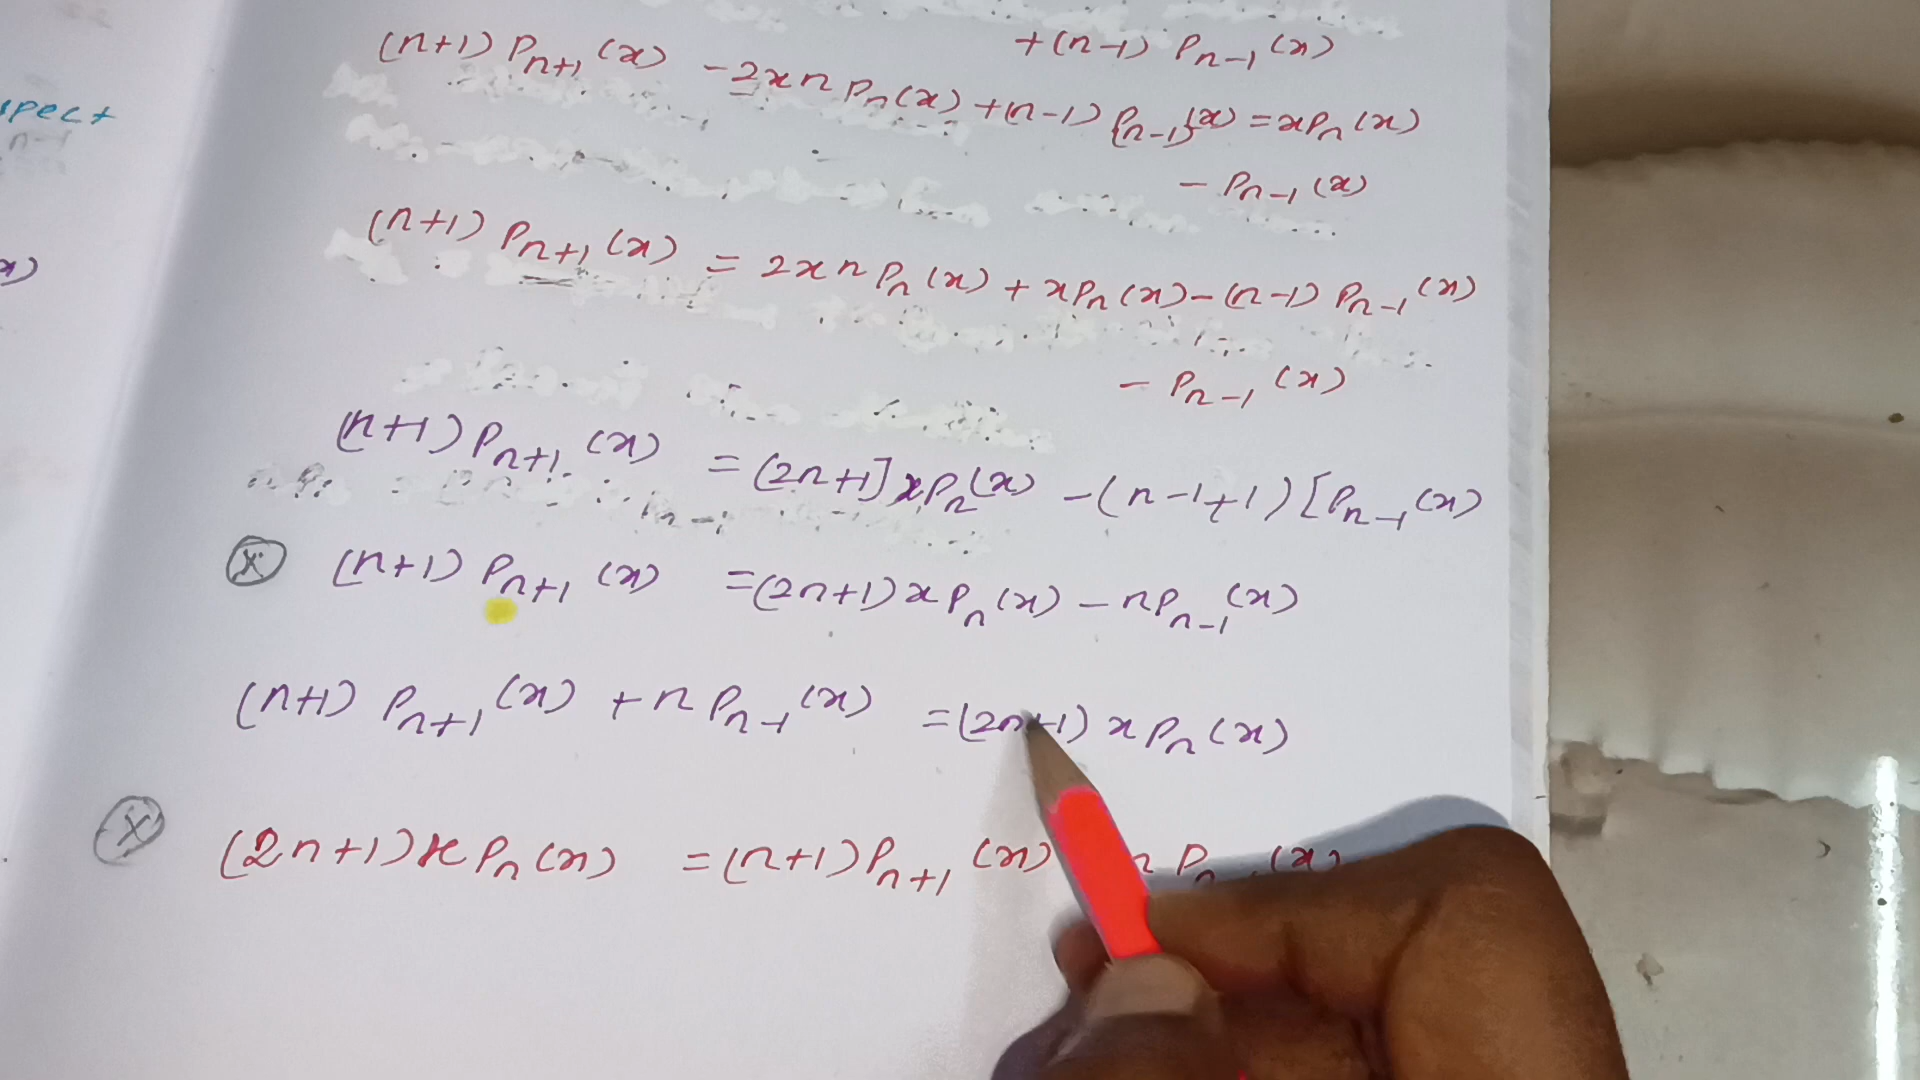 +(n-1) Pn-1 (x)
(n+1) Pn+1 (x) -2xn Pn(x) +(n-1) Pn-1(x) = xPn (x)
- Pn-1 (x)
(n+1) Pn+1 (x) = 2xn Pn (x) + xPn (x)-(n-1) Pn-1 (x)
- Pn-1 (x)
(n+1) Pn+1 (x) =(2n+1] xPn(x) -(n-1+1) [Pn-1 (x)
(x) (n+1) Pn+1 (x) =(2n+1) x Pn (x) - nPn-1 (x)
(n+1) Pn+1 (x) + n Pn-1 (x) =(2n+1) x Pn (x)
(x) (2n+1)x Pn (x) =(n+1) Pn+1 (x) n Pn (x)
spect
n-1
x)